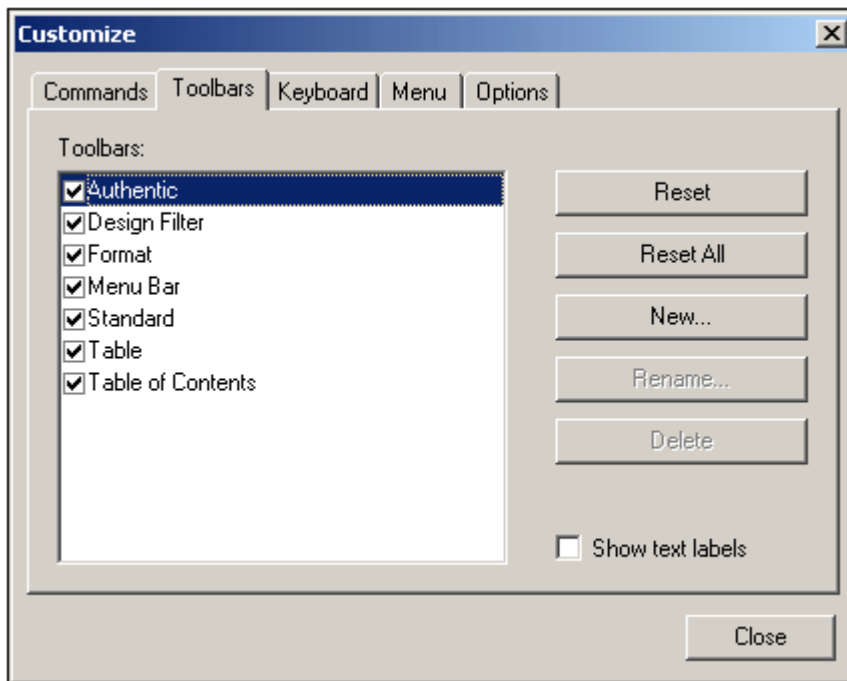 Customize
Commands Toolbars Keyboard Menu Options
Toolbars:
Authentic
Design Filter
Format
Menu Bar
Standard
Table
Table of Contents
Reset
Reset All
New...
Rename...
Delete
Show text labels
Close